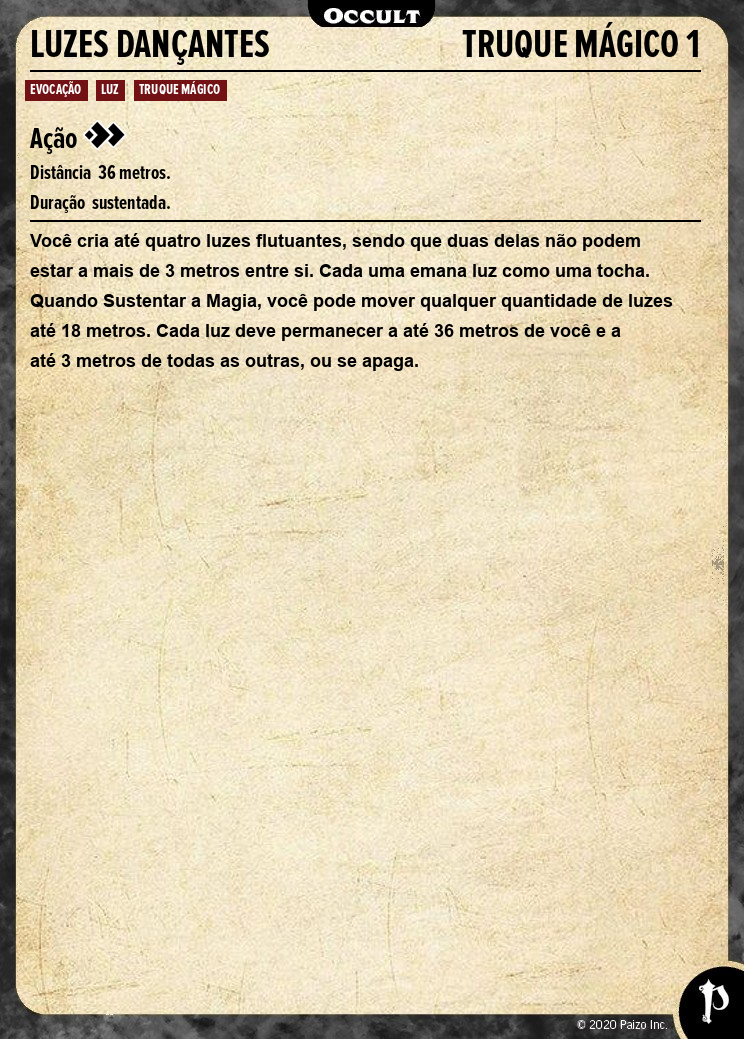 OCCULT
LUZES DANÇANTES TRUQUE MÁGICO 1
EVOCAÇÃO LUZ TRUQUE MÁGICO
Ação
Distância 36 metros.
Duração sustentada.
Você cria até quatro luzes flutuantes, sendo que duas delas não podem
estar a mais de 3 metros entre si. Cada uma emana luz como uma tocha.
Quando Sustentar a Magia, você pode mover qualquer quantidade de luzes
até 18 metros. Cada luz deve permanecer a até 36 metros de você e a
até 3 metros de todas as outras, ou se apaga.
© 2020 Paizo Inc.
P